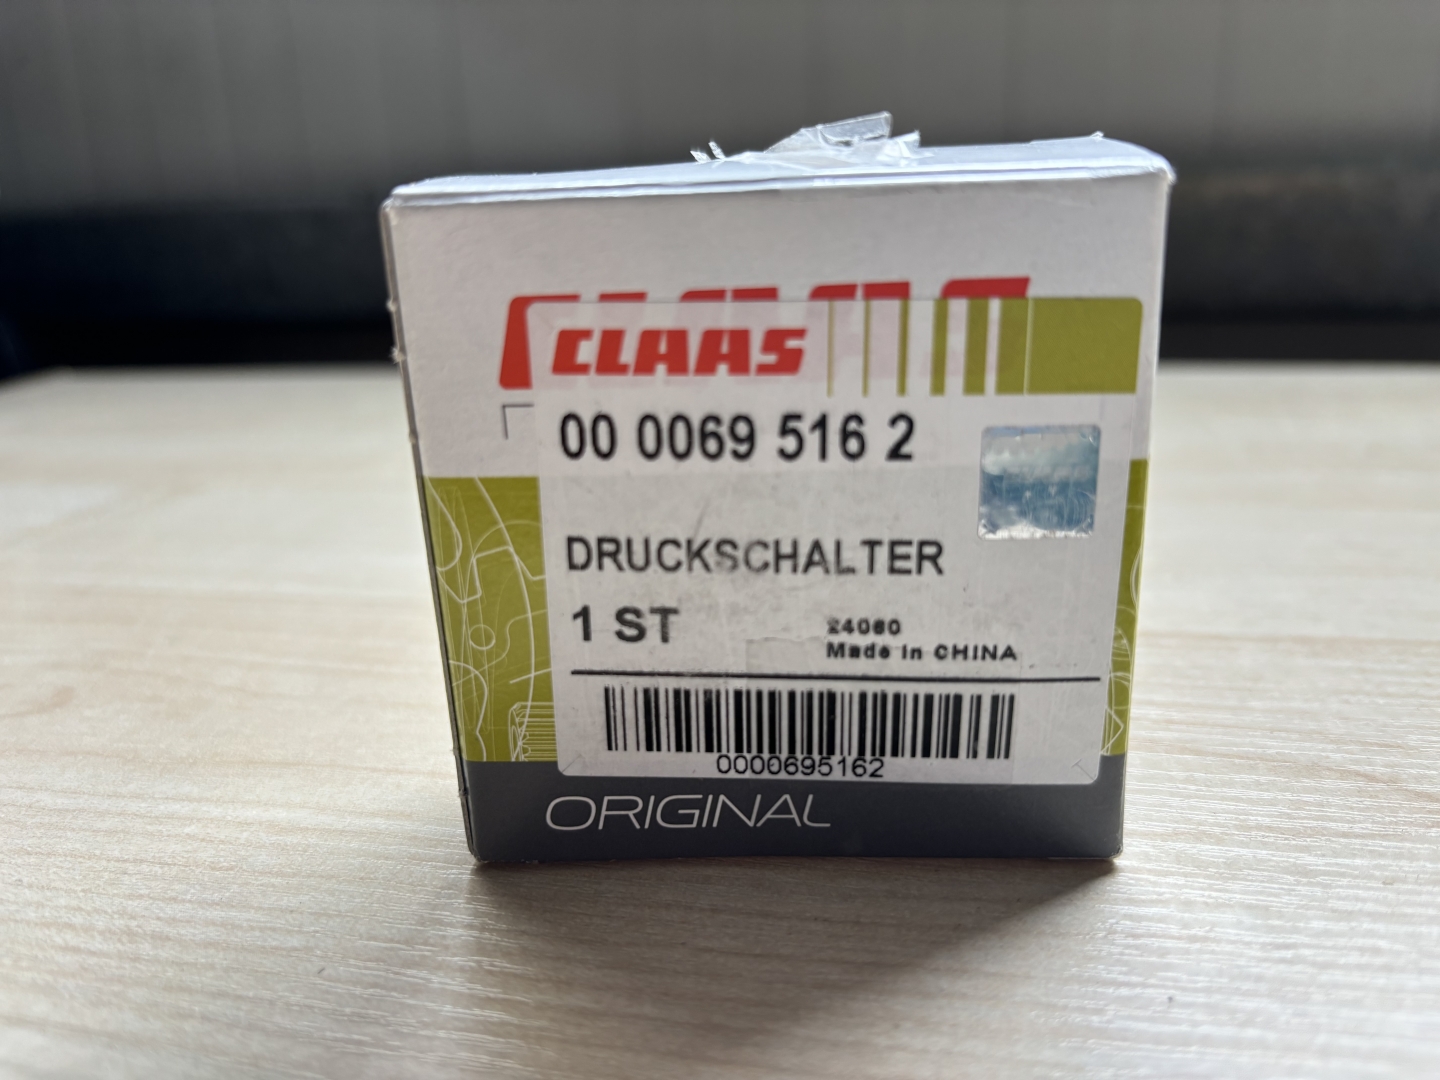 CLAAS
00 0069 516 2
DRUCKSCHALTER
1 ST
24060
Made in CHINA
0000695162
ORIGINAL